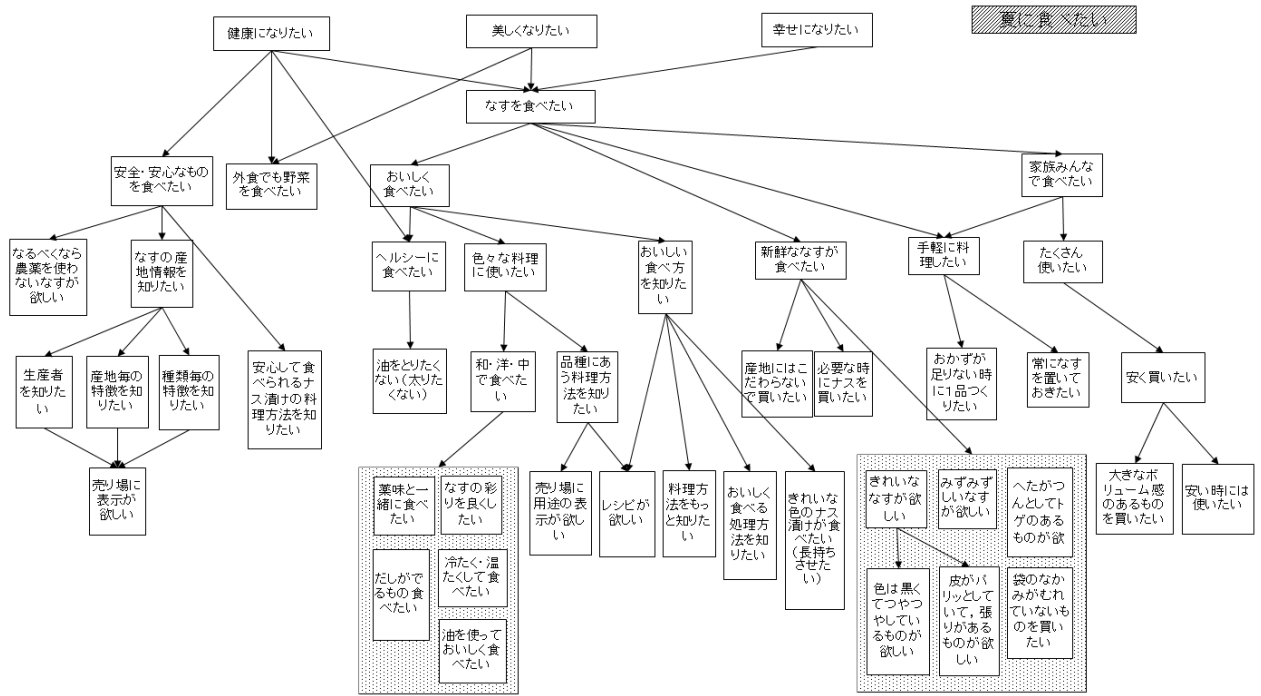 夏に食べたい
健康になりたい
美しくなりたい
幸せになりたい
なすを食べたい
安全・安心なもの
を食べたい
外食でも野菜
を食べたい
おいしく
食べたい
家族みんな
で食べたい
なるべくなら
農薬を使わ
ないなすが
欲しい
なすの産
地情報を
知りたい
ヘルシーに
食べたい
色々な料理
に使いたい
おいしい
食べ方
を知りた
い
新鮮ななすが
食べたい
手軽に料
理したい
たくさん
使いたい
生産者
を知りた
い
産地毎の
特徴を知
りたい
種類毎の
特徴を知
りたい
安心して食
べられるナ
ス漬けの料
理方法を知
りたい
油をとりたく
ない（太りた
くない）
和・洋・中
で食べたい
品種にあ
う料理方
法を知り
たい
産地にはこ
だわらない
で買いたい
必要な時
にナスを
買いたい
おかずが
足りない時
に１品つく
りたい
常になす
を置いて
おきたい
安く買いたい
売り場に
表示が
欲しい
薬味と一
緒に食べ
たい
なすの彩
りを良くし
たい
だしがで
るもの食
べたい
冷たく・温
たくして食
べたい
油を使って
おいしく食
べたい
売り場に
用途の表
示が欲し
い
レシピが
欲しい
料理方
法をもっ
と知りた
い
おいしく
食べる
処理方
法を知
りたい
きれいな
色のナス
漬けが食
べたい
（長持ち
させた
い）
きれいな
なすが欲
しい
みずみず
しいなす
が欲しい
へたがつ
んとしてト
ゲのある
ものが欲
色は黒く
てつやつ
やしてい
るものが
欲しい
皮がパ
リッとして
いて，張
りがある
ものが欲
しい
袋のなか
みがむれ
ていないも
のを買い
たい
大きなボ
リューム感
のあるもの
を買いたい
安い時には
使いたい